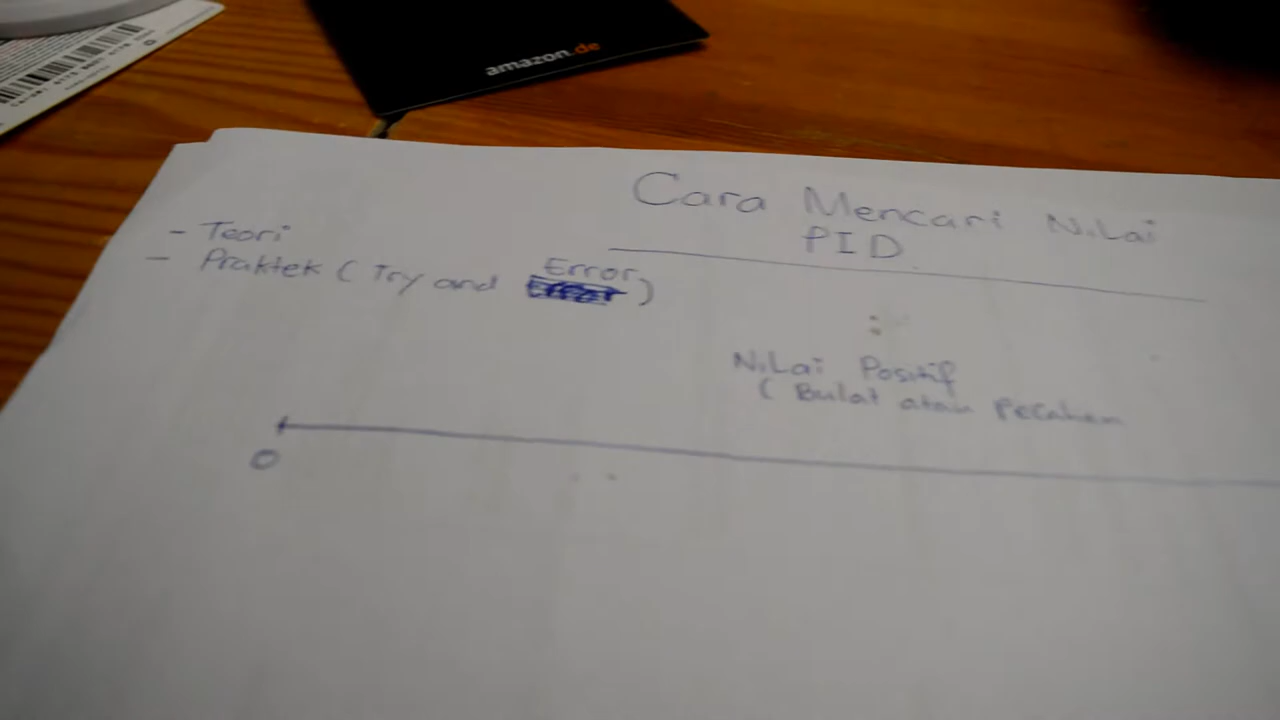 amazon.de
Cara Mencari Nilai
PID
- Teori
- Praktek ( Try and Error )
:
Nilai Positif
( Bulat atau Pecahan
0